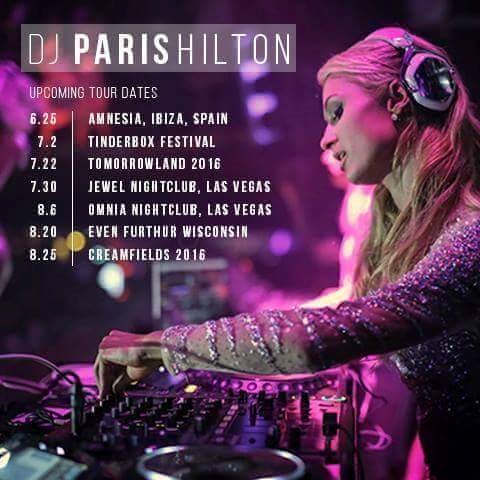 DJ PARISHILTON
UPCOMING TOUR DATES
6.25 AMNESIA, IBIZA, SPAIN
7.2 TINDERBOX FESTIVAL
7.22 TOMORROWLAND 2016
7.30 JEWEL NIGHTCLUB, LAS VEGAS
8.6 OMNIA NIGHTCLUB, LAS VEGAS
8.20 EVEN FURTHUR WISCONSIN
8.25 CREAMFIELDS 2016